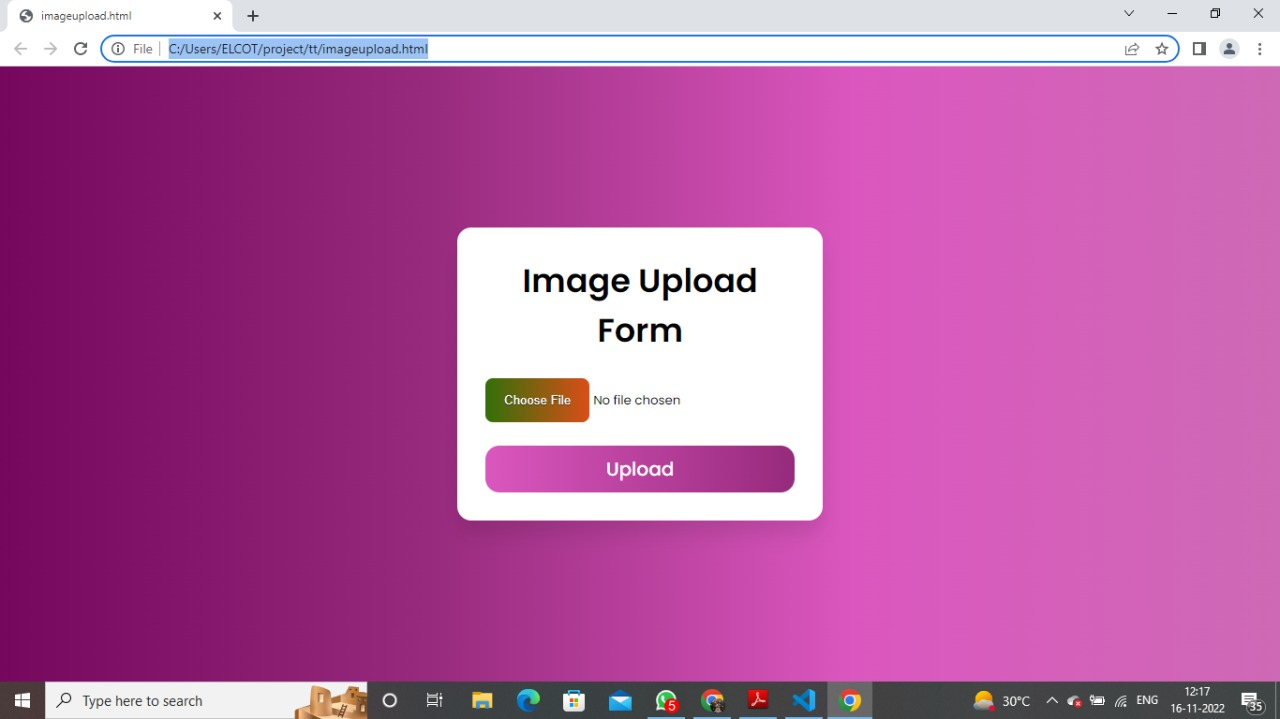 imageupload.html
File
C:/Users/ELCOT/project/tt/imageupload.html
Image Upload
Form
Choose File No file chosen
Upload
Type here to search
5
30°C
ENG
12:17
16-11-2022
35